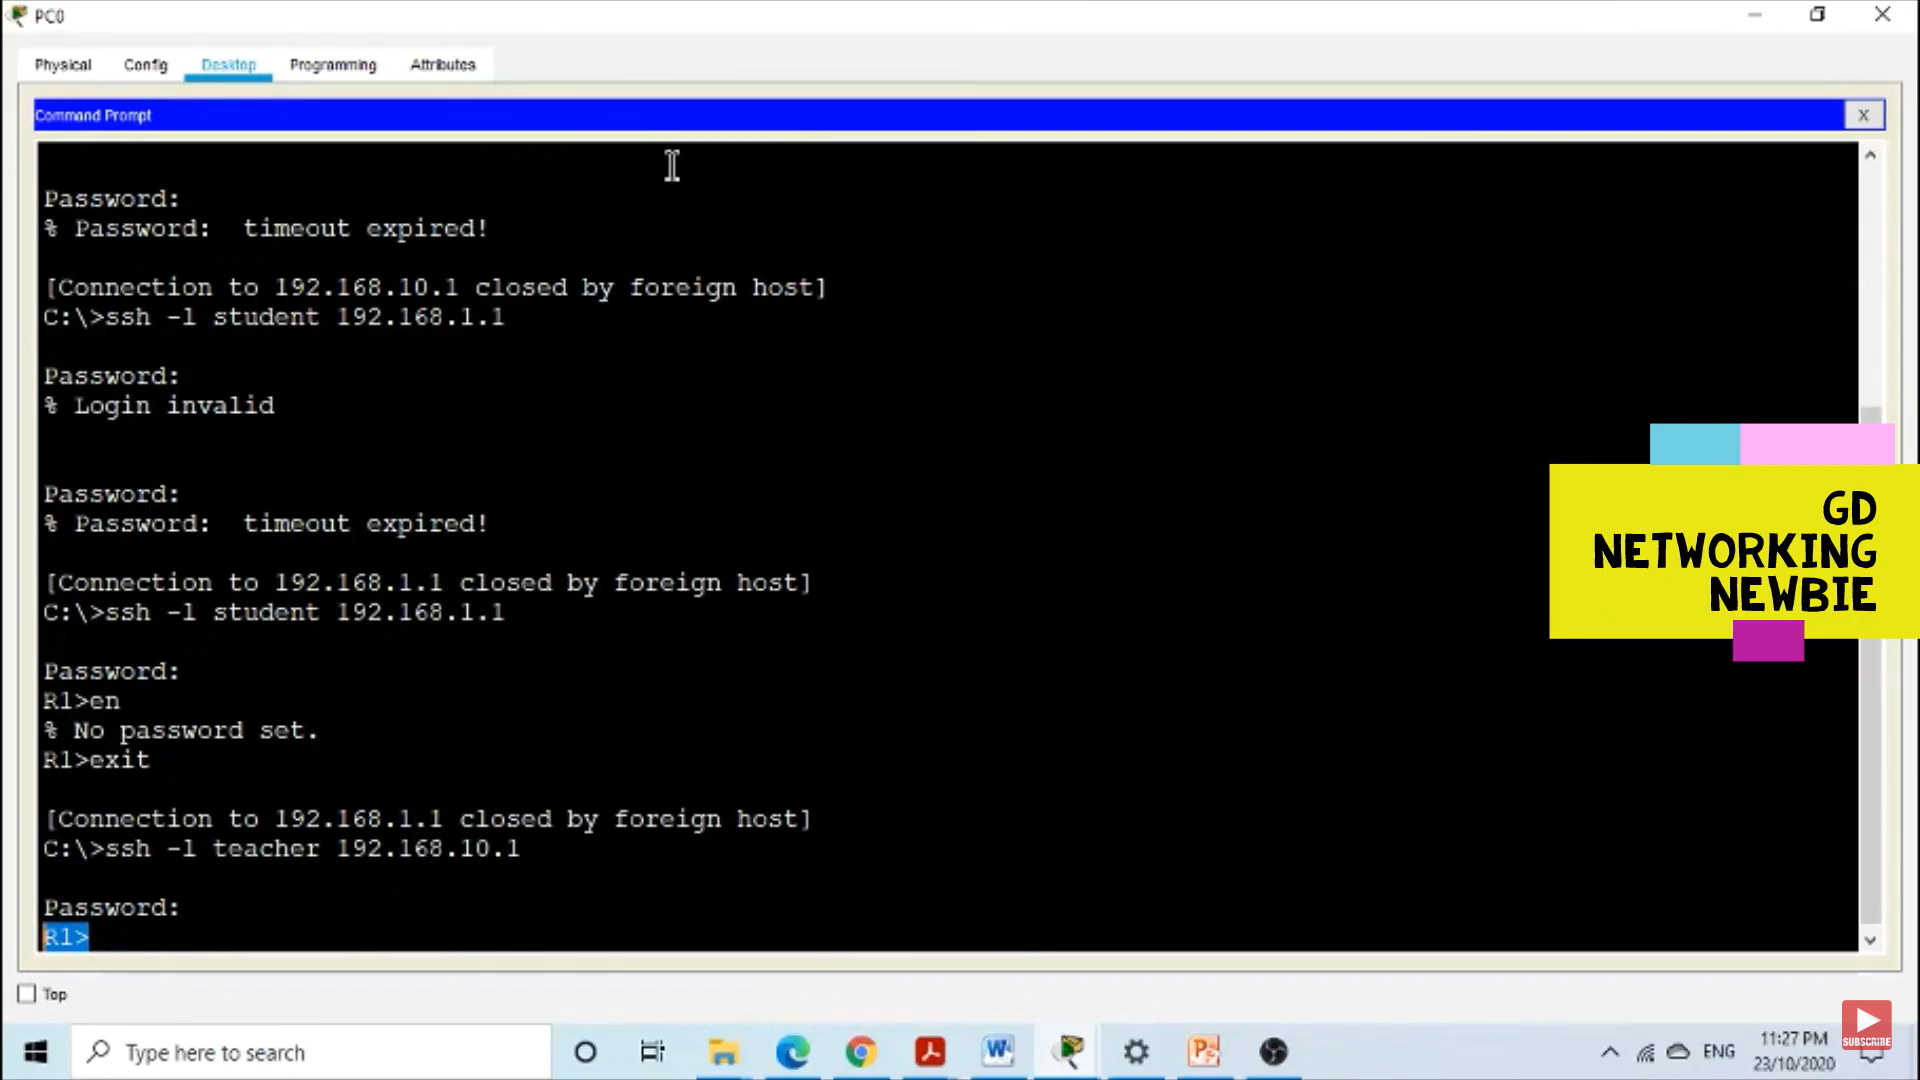 PC0
Physical Config Desktop Programming Attributes
Command Prompt
X
Password:
% Password:  timeout expired!
[Connection to 192.168.10.1 closed by foreign host]
C:\>ssh -l student 192.168.1.1
Password:
% Login invalid
Password:
% Password:  timeout expired!
[Connection to 192.168.1.1 closed by foreign host]
C:\>ssh -l student 192.168.1.1
Password:
R1>en
% No password set.
R1>exit
[Connection to 192.168.1.1 closed by foreign host]
C:\>ssh -l teacher 192.168.10.1
Password:
R1>
GD
NETWORKING
NEWBIE
Top
SUBSCRIBE
Type here to search
ENG
11:27 PM
23/10/2020